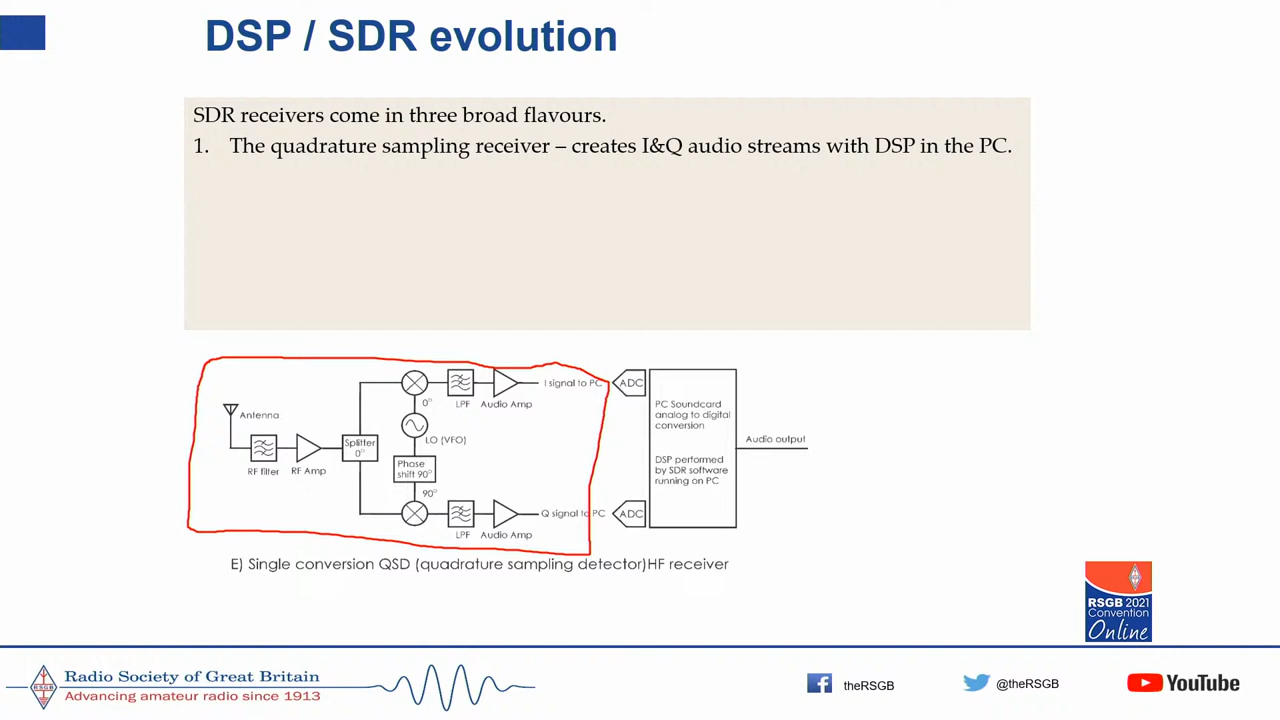 DSP / SDR evolution
SDR receivers come in three broad flavours.
1. The quadrature sampling receiver – creates I&Q audio streams with DSP in the PC.
Antenna
RF filter
RF Amp
Splitter
0°
0°
LO (VFO)
Phase
shift 90°
90°
LPF
Audio Amp
I signal to PC
ADC
LPF
Audio Amp
Q signal to PC
ADC
PC Soundcard
analog to digital
conversion
DSP performed
by SDR software
running on PC
Audio output
E) Single conversion QSD (quadrature sampling detector)HF receiver
RSGB 2021
Convention
Online
RSGB
Radio Society of Great Britain
Advancing amateur radio since 1913
theRSGB
@theRSGB
YouTube